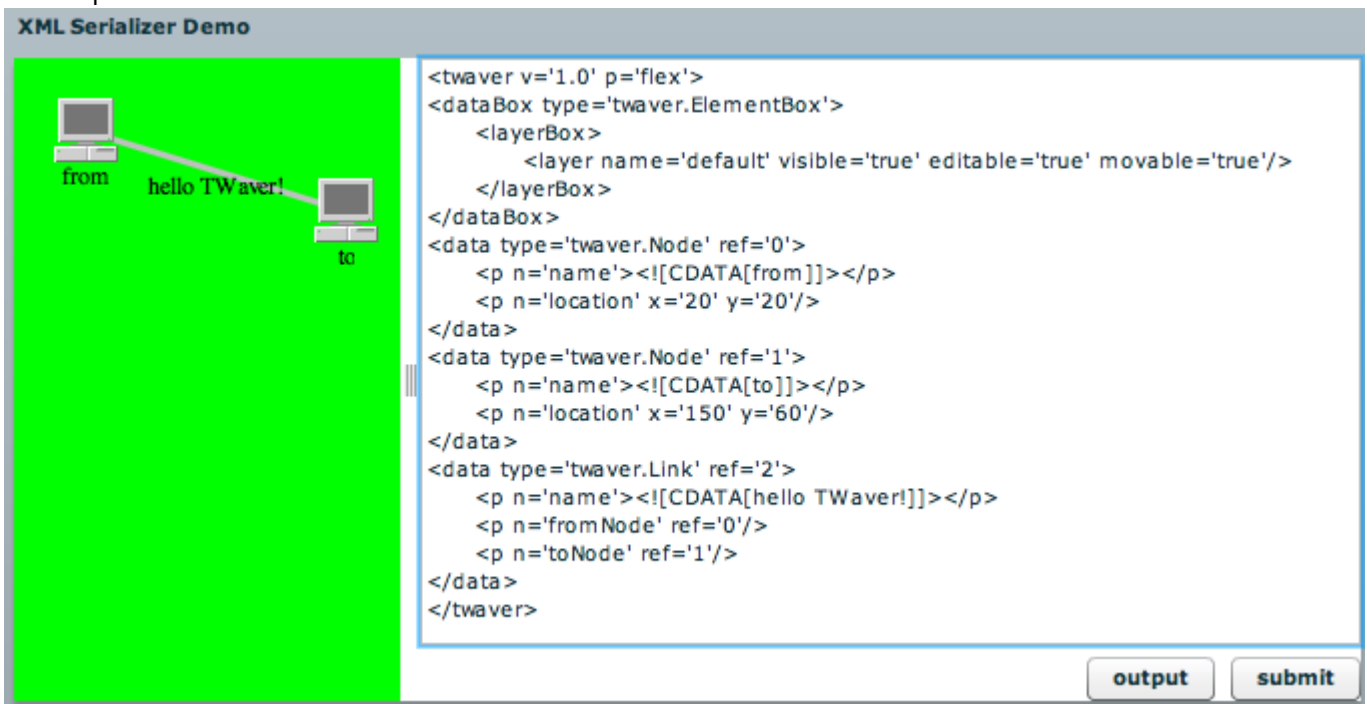 XML Serializer Demo
from
hello TWaver!
to
<twaver v='1.0' p='flex'>
<dataBox type='twaver.ElementBox'>
    <layerBox>
        <layer name='default' visible='true' editable='true' movable='true'/>
    </layerBox>
</dataBox>
<data type='twaver.Node' ref='0'>
    <p n='name'><![CDATA[from]]></p>
    <p n='location' x='20' y='20'/>
</data>
<data type='twaver.Node' ref='1'>
    <p n='name'><![CDATA[to]]></p>
    <p n='location' x='150' y='60'/>
</data>
<data type='twaver.Link' ref='2'>
    <p n='name'><![CDATA[hello TWaver!]]></p>
    <p n='fromNode' ref='0'/>
    <p n='toNode' ref='1'/>
</data>
</twaver>
output submit